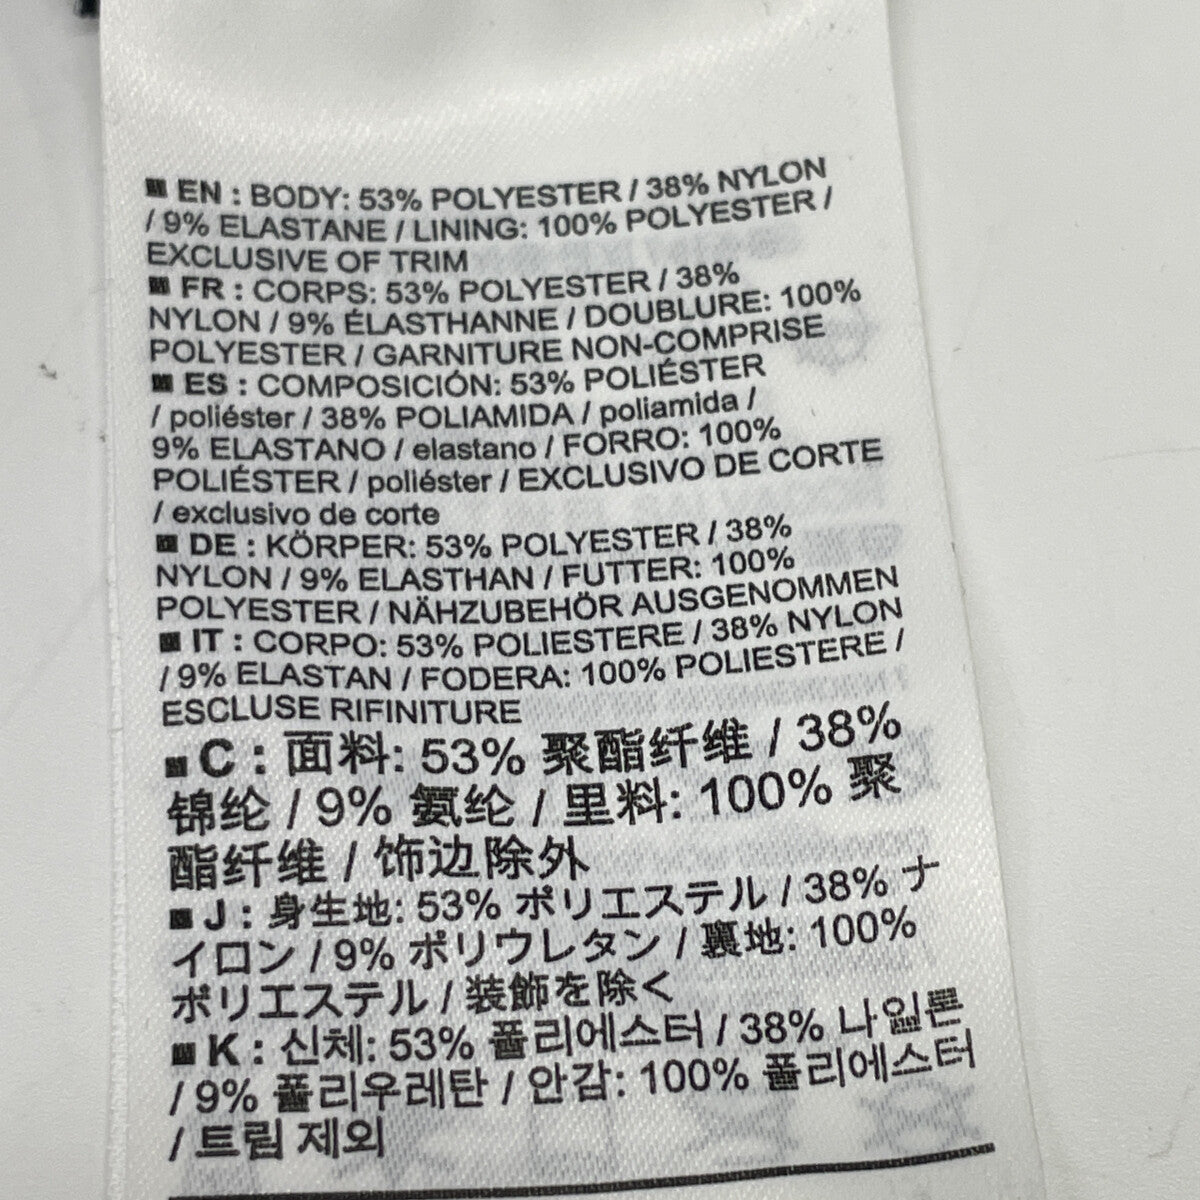 EN : BODY: 53% POLYESTER / 38% NYLON
/ 9% ELASTANE / LINING: 100% POLYESTER /
EXCLUSIVE OF TRIM
FR : CORPS: 53% POLYESTER / 38%
NYLON / 9% ÉLASTHANNE / DOUBLURE: 100%
POLYESTER / GARNITURE NON-COMPRISE
ES : COMPOSICIÓN: 53% POLIÉSTER
/ poliéster / 38% POLIAMIDA / poliamida /
9% ELASTANO / elastano / FORRO: 100%
POLIÉSTER / poliéster / EXCLUSIVO DE CORTE
/ exclusivo de corte
DE : KÖRPER: 53% POLYESTER / 38%
NYLON / 9% ELASTHAN / FUTTER: 100%
POLYESTER / NÄHZUBEHÖR AUSGENOMMEN
IT : CORPO: 53% POLIESTERE / 38% NYLON
/ 9% ELASTAN / FODERA: 100% POLIESTERE /
ESCLUSE RIFINITURE
C : 面料: 53% 聚酯纤维 / 38%
锦纶 / 9% 氨纶 / 里料: 100% 聚
酯纤维 / 饰边除外
J : 身生地: 53% ポリエステル / 38% ナ
イロン / 9% ポリウレタン / 裏地: 100%
ポリエステル / 装飾を除く
K : 신체: 53% 폴리에스터 / 38% 나일론
/ 9% 폴리우레탄 / 안감: 100% 폴리에스터
/ 트림 제외